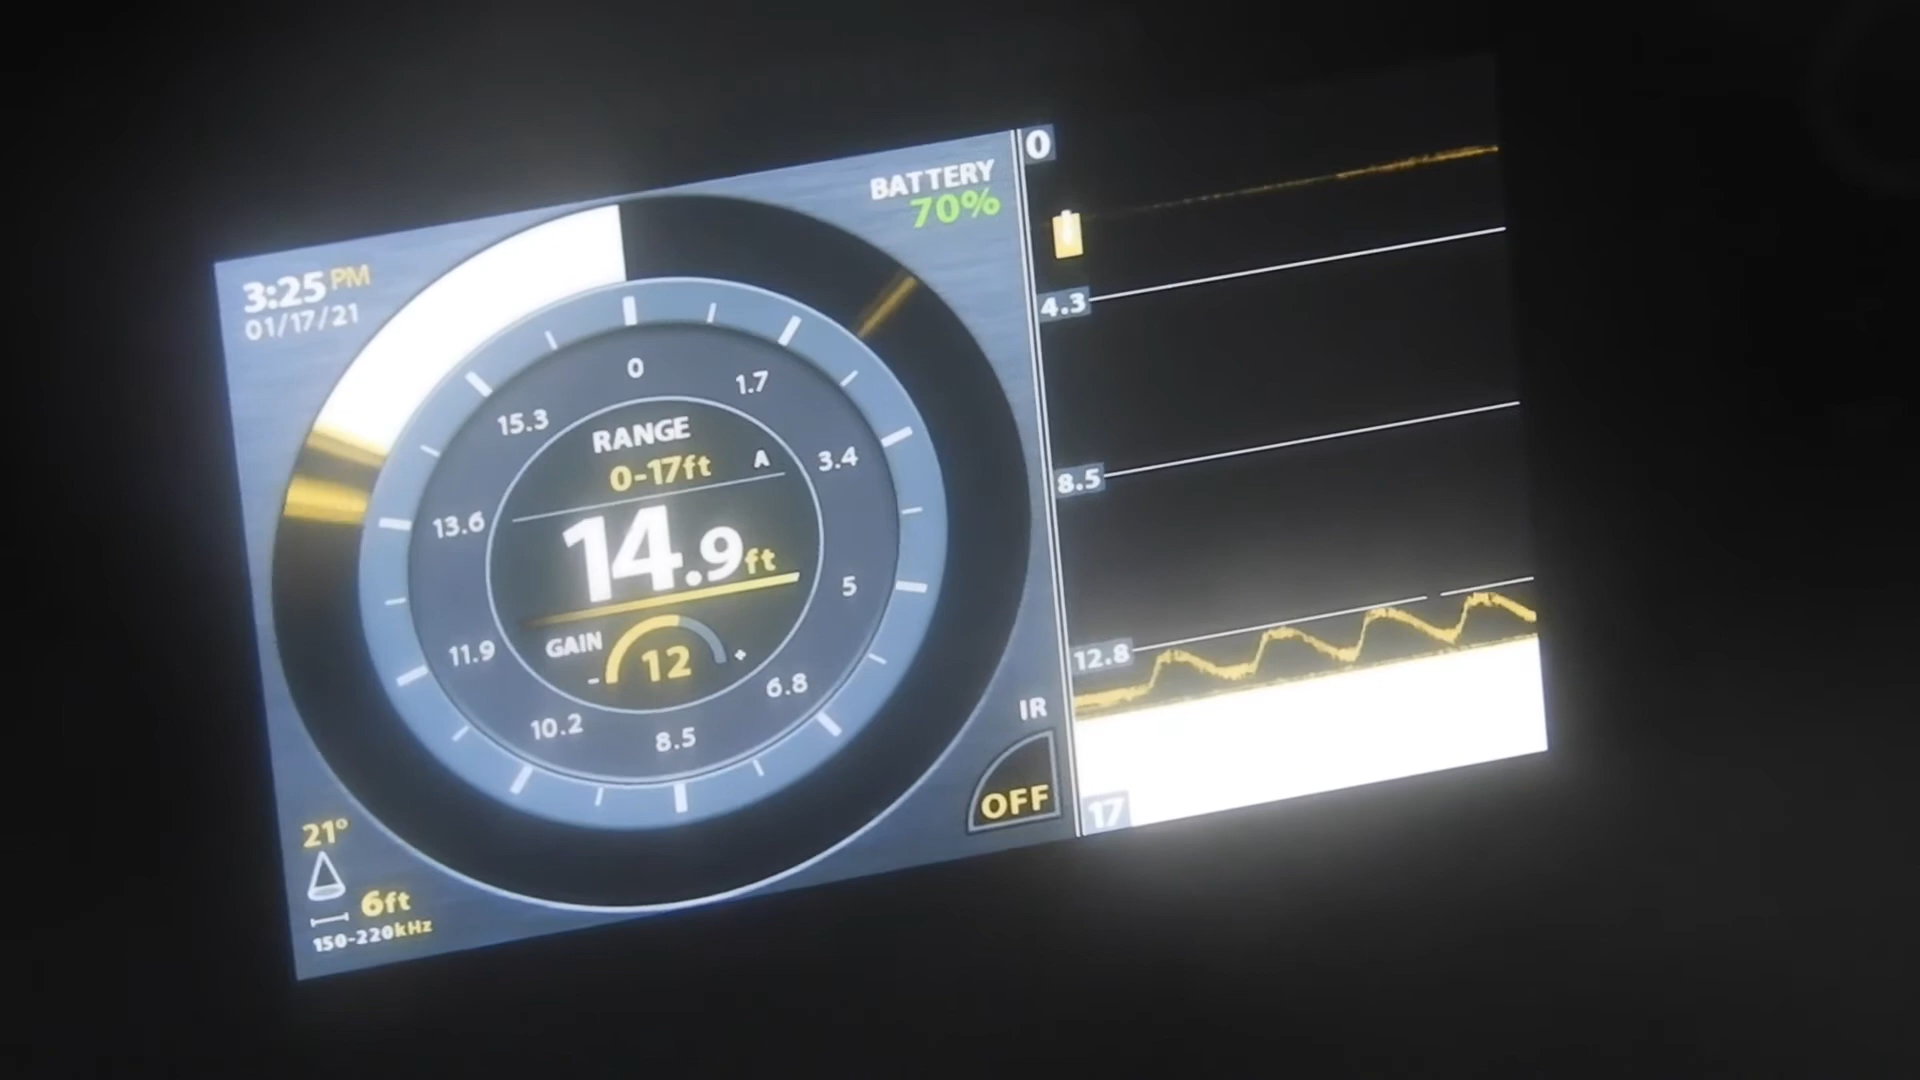 3:25 PM
01/17/21
BATTERY
70%
0
1.7
3.4
5
6.8
8.5
10.2
11.9
13.6
15.3
RANGE
0-17ft A
14.9ft
GAIN
- 12 +
IR
OFF
21°
6ft
150-220kHz
0
4.3
8.5
12.8
17